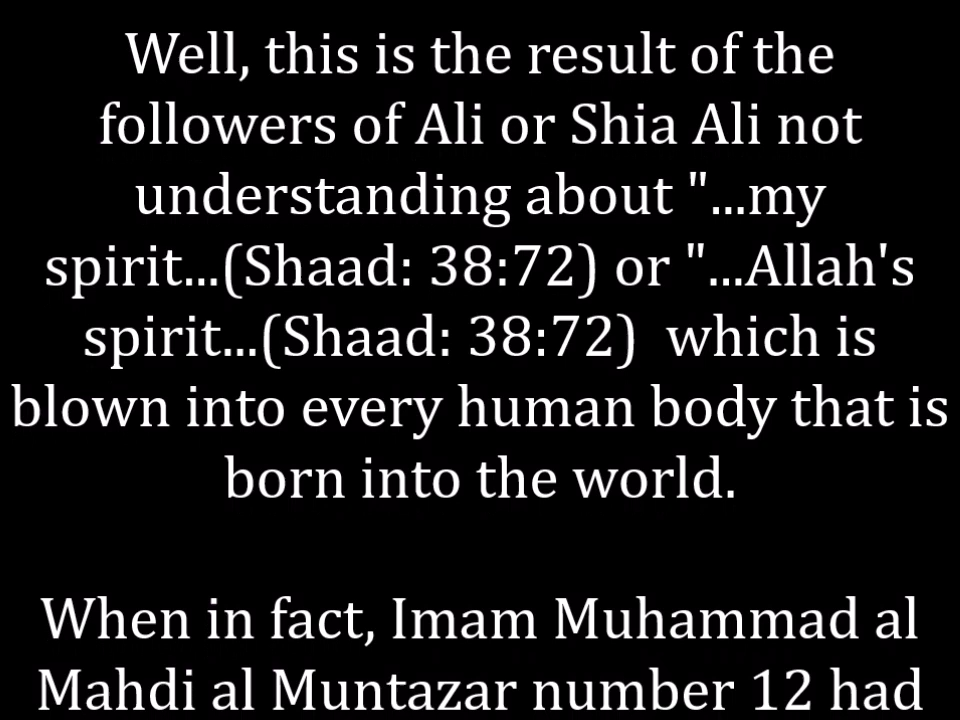 Well, this is the result of the
followers of Ali or Shia Ali not
understanding about "...my
spirit...(Shaad: 38:72) or "...Allah's
spirit...(Shaad: 38:72)  which is
blown into every human body that is
born into the world.
When in fact, Imam Muhammad al
Mahdi al Muntazar number 12 had